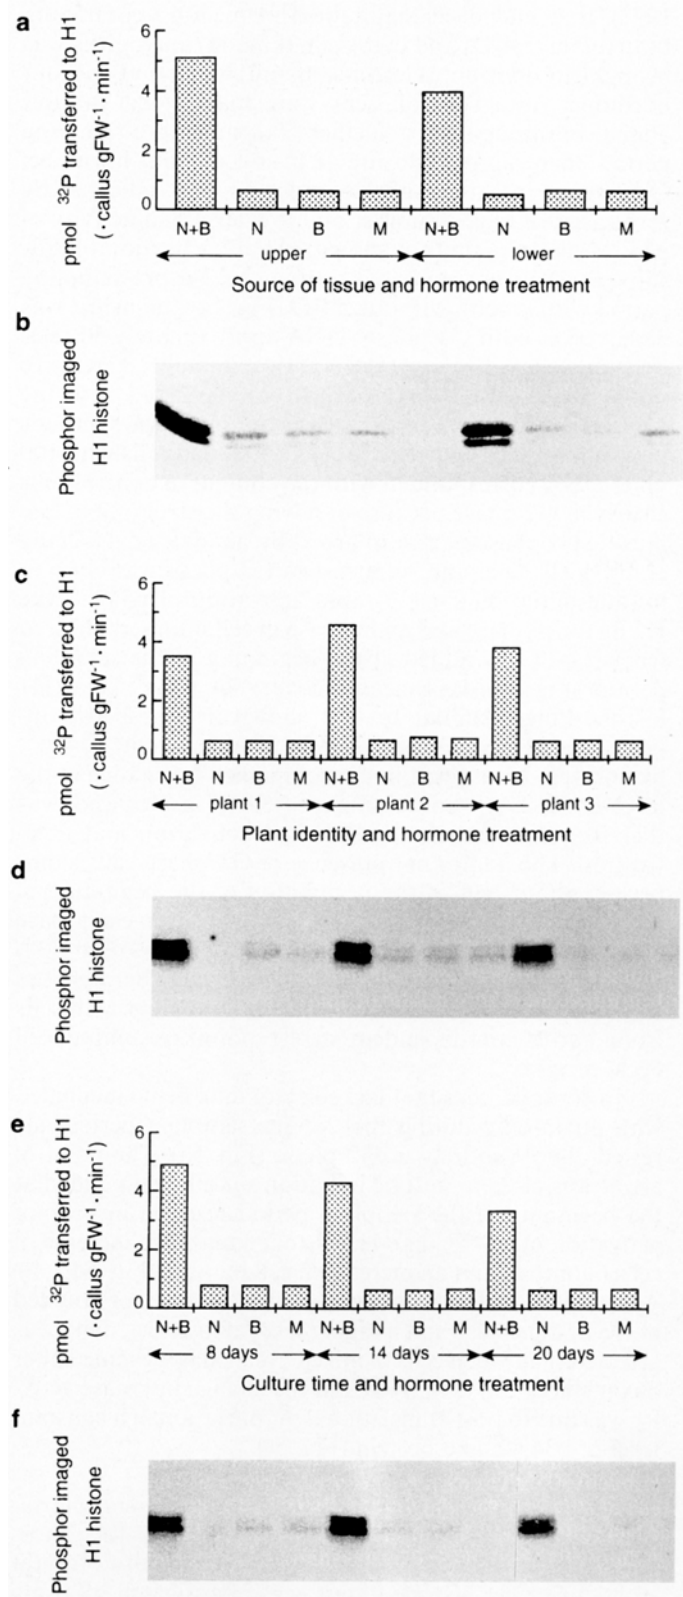 a
pmol ³²P transferred to H1
(·callus gFW⁻¹·min⁻¹)
6
4
2
0
N+B N B M N+B N B M
upper lower
Source of tissue and hormone treatment
b
Phosphor imaged
H1 histone
c
pmol ³²P transferred to H1
(·callus gFW⁻¹·min⁻¹)
6
4
2
0
N+B N B M N+B N B M N+B N B M
plant 1 plant 2 plant 3
Plant identity and hormone treatment
d
Phosphor imaged
H1 histone
e
pmol ³²P transferred to H1
(·callus gFW⁻¹·min⁻¹)
6
4
2
0
N+B N B M N+B N B M N+B N B M
8 days 14 days 20 days
Culture time and hormone treatment
f
Phosphor imaged
H1 histone